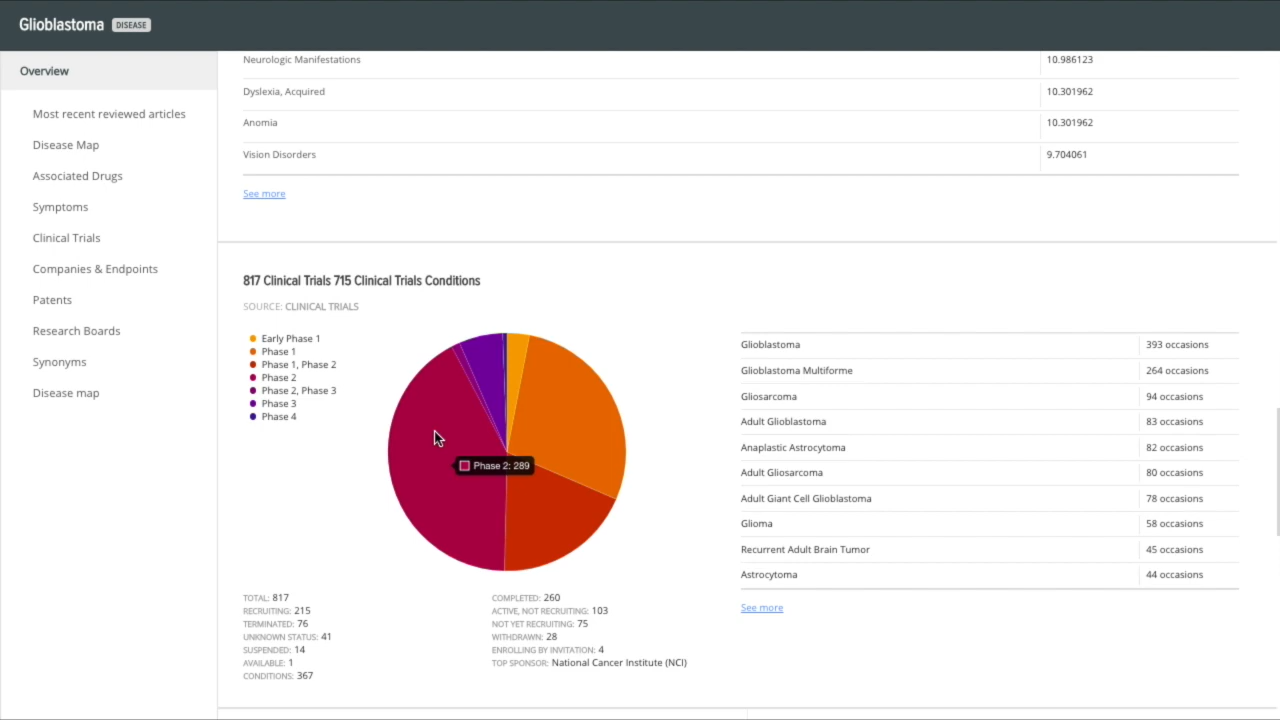 Glioblastoma DISEASE
Overview
Most recent reviewed articles
Disease Map
Associated Drugs
Symptoms
Clinical Trials
Companies & Endpoints
Patents
Research Boards
Synonyms
Disease map
Neurologic Manifestations 10.986123
Dyslexia, Acquired 10.301962
Anomia 10.301962
Vision Disorders 9.704061
See more
817 Clinical Trials 715 Clinical Trials Conditions
SOURCE: CLINICAL TRIALS
Early Phase 1
Phase 1
Phase 1, Phase 2
Phase 2
Phase 2, Phase 3
Phase 3
Phase 4
Phase 2: 289
TOTAL: 817
RECRUITING: 215
TERMINATED: 76
UNKNOWN STATUS: 41
SUSPENDED: 14
AVAILABLE: 1
CONDITIONS: 367
COMPLETED: 260
ACTIVE, NOT RECRUITING: 103
NOT YET RECRUITING: 75
WITHDRAWN: 28
ENROLLING BY INVITATION: 4
TOP SPONSOR: National Cancer Institute (NCI)
Glioblastoma 393 occasions
Glioblastoma Multiforme 264 occasions
Gliosarcoma 94 occasions
Adult Glioblastoma 83 occasions
Anaplastic Astrocytoma 82 occasions
Adult Gliosarcoma 80 occasions
Adult Giant Cell Glioblastoma 78 occasions
Glioma 58 occasions
Recurrent Adult Brain Tumor 45 occasions
Astrocytoma 44 occasions
See more